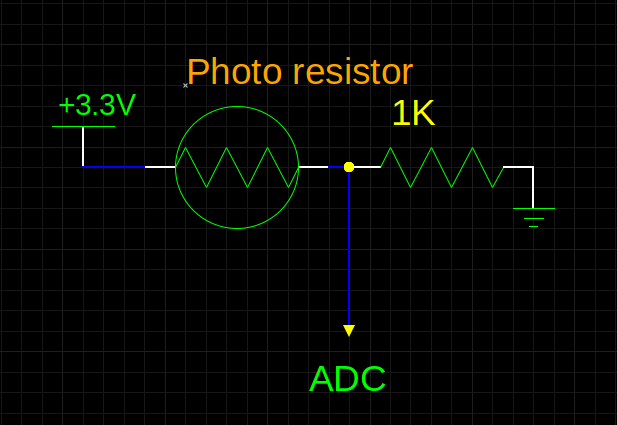 Photo resistor
+3.3V
1K
ADC